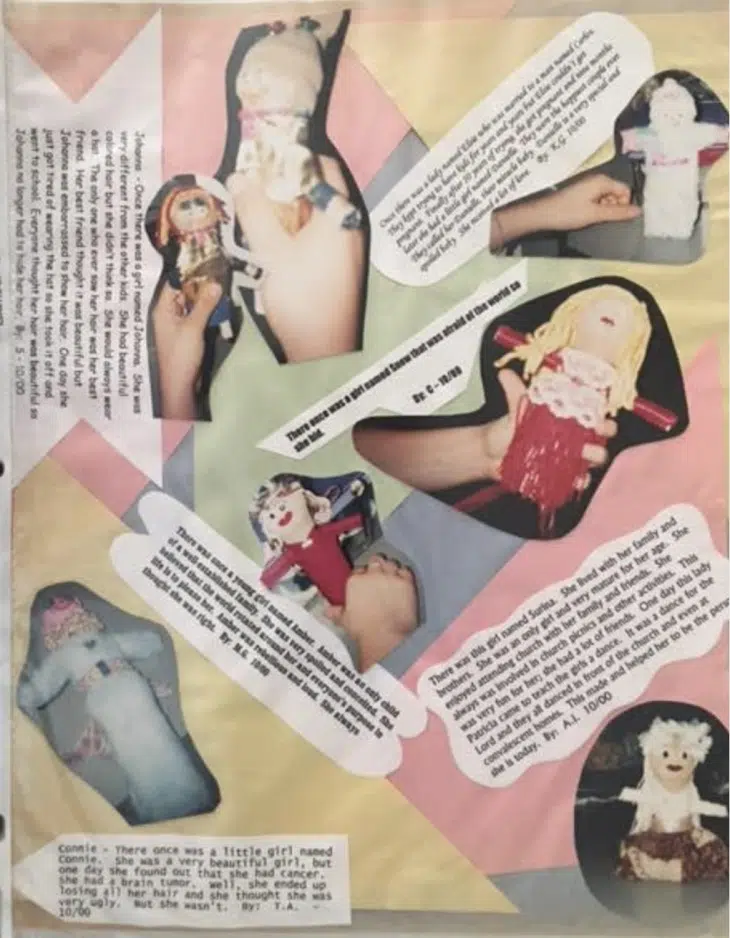 Once there was a lady named Elise who was married to a man named Carlos.
They kept trying to have kids for years and years but Elise couldn't get
pregnant. Finally after 10 years of trying, she got pregnant and nine months
later she had a little girl named Danielle. They were the happiest couple ever
They called her Danielle, their miracle baby. Danielle is a very special and
spoiled baby. She received a lot of love. By: K.G. 10/00
Johanna - Once there was a girl named Johanna. She was
very different from the other kids. She had beautiful
colored hair but she didn't think so. She would always wear
a hat. The only one who ever saw her hair was her best
friend. Her best friend thought it was beautiful but
Johanna was embarrassed to show her hair. One day she
just got tired of wearing the hat so she took it off and
went to school. Everyone thought her hair was beautiful so
Johanna no longer had to hide her hair. By: S - 10/00
There once was a girl named Snow that was afraid of the world so
she hid. By: C - 10/00
There was once a young girl named Amber. Amber was an only child
of a well established family. She was very spoiled and conceited. She
believed that the world rotated around her and everyone's purpose in
life is to please her. Amber was rebellious and loud. She always
thought she was right. By: M.G. 10/00
There was this girl named Surina. She lived with her family and
brothers. She was an only girl and very mature for her age. She
enjoyed attending church with her family and friends. She
always was involved in church picnics and other activities. This
was very fun for her; she had a lot of friends. One day this lady
Patricia came to teach the girls a dance. It was a dance for the
Lord and they all danced in front of the church and even at
convalescent homes. This made and helped her to be the
she is today. By: A.I. 10/00
Connie - There once was a little girl named
Connie. She was a very beautiful girl, but
one day she found out that she had cancer.
She had a brain tumor. Well, she ended up
losing all her hair and she thought she was
very ugly. But she wasn't. By: T.A. -
10/00